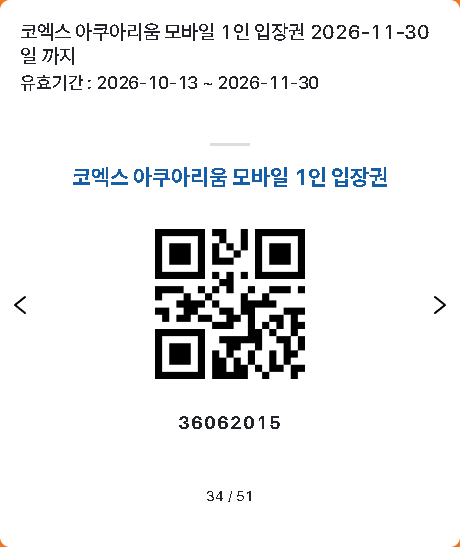 코엑스 아쿠아리움 모바일 1인 입장권 2026-11-30
일 까지
유효기간 : 2026-10-13 ~ 2026-11-30
코엑스 아쿠아리움 모바일 1인 입장권
36062015
34 / 51